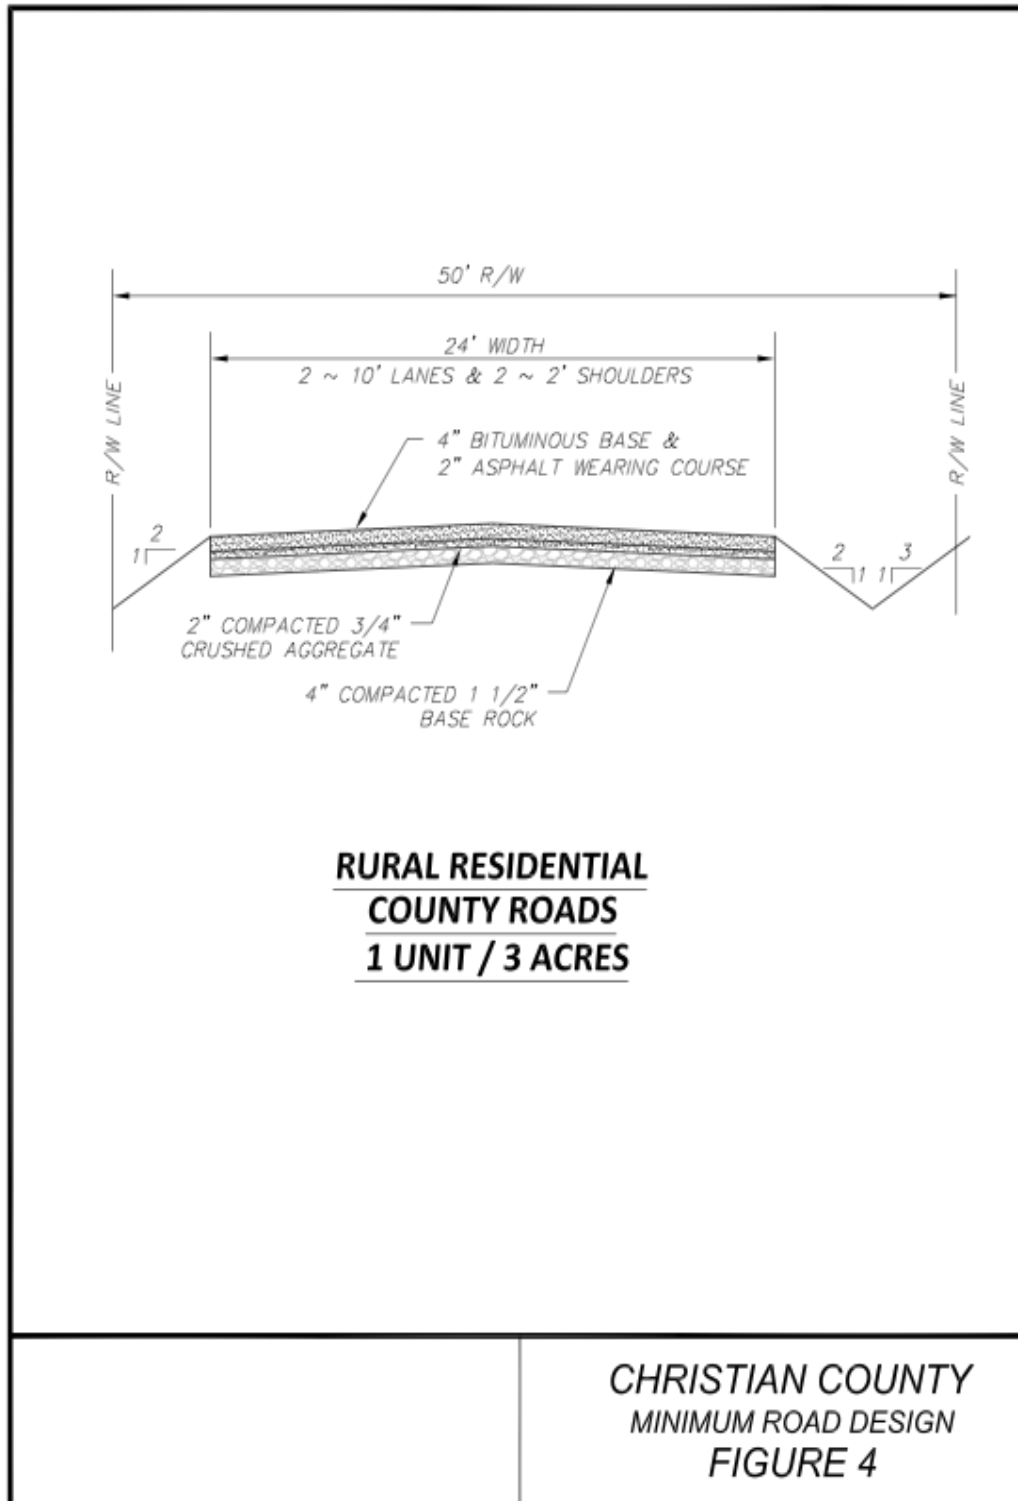 50' R/W
24' WIDTH
2 ~ 10' LANES & 2 ~ 2' SHOULDERS
R/W LINE
R/W LINE
4" BITUMINOUS BASE &
2" ASPHALT WEARING COURSE
2
1
2
1
1
3
2" COMPACTED 3/4"
CRUSHED AGGREGATE
4" COMPACTED 1 1/2"
BASE ROCK
RURAL RESIDENTIAL
COUNTY ROADS
1 UNIT / 3 ACRES
CHRISTIAN COUNTY
MINIMUM ROAD DESIGN
FIGURE 4